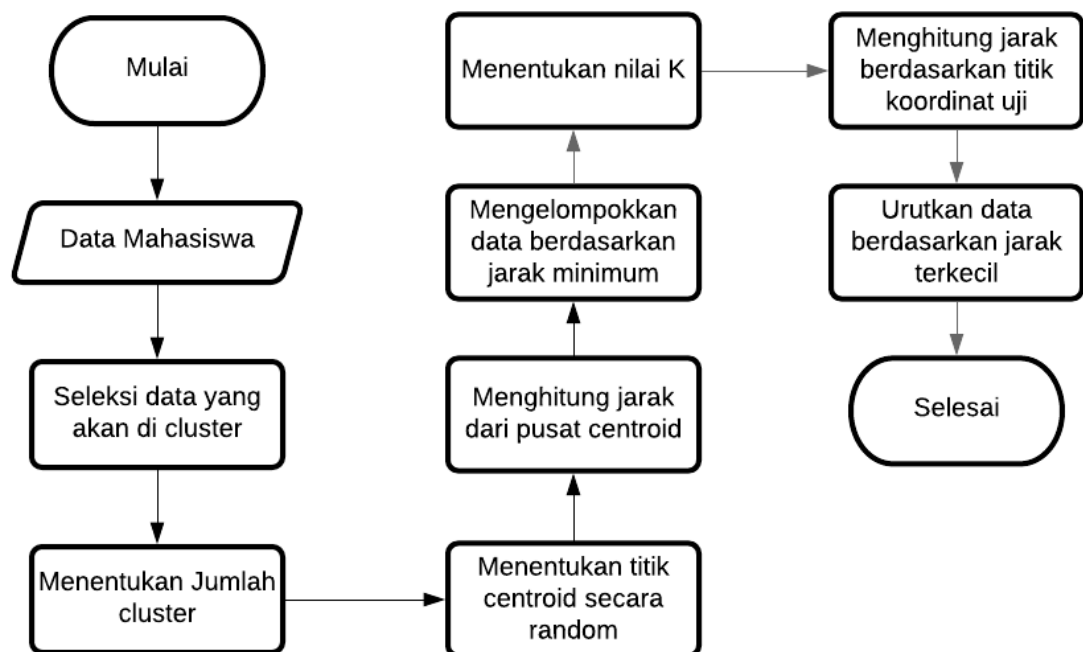 Mulai
Data Mahasiswa
Seleksi data yang
akan di cluster
Menentukan Jumlah
cluster
Menentukan titik
centroid secara
random
Menghitung jarak
dari pusat centroid
Mengelompokkan
data berdasarkan
jarak minimum
Menentukan nilai K
Menghitung jarak
berdasarkan titik
koordinat uji
Urutkan data
berdasarkan jarak
terkecil
Selesai